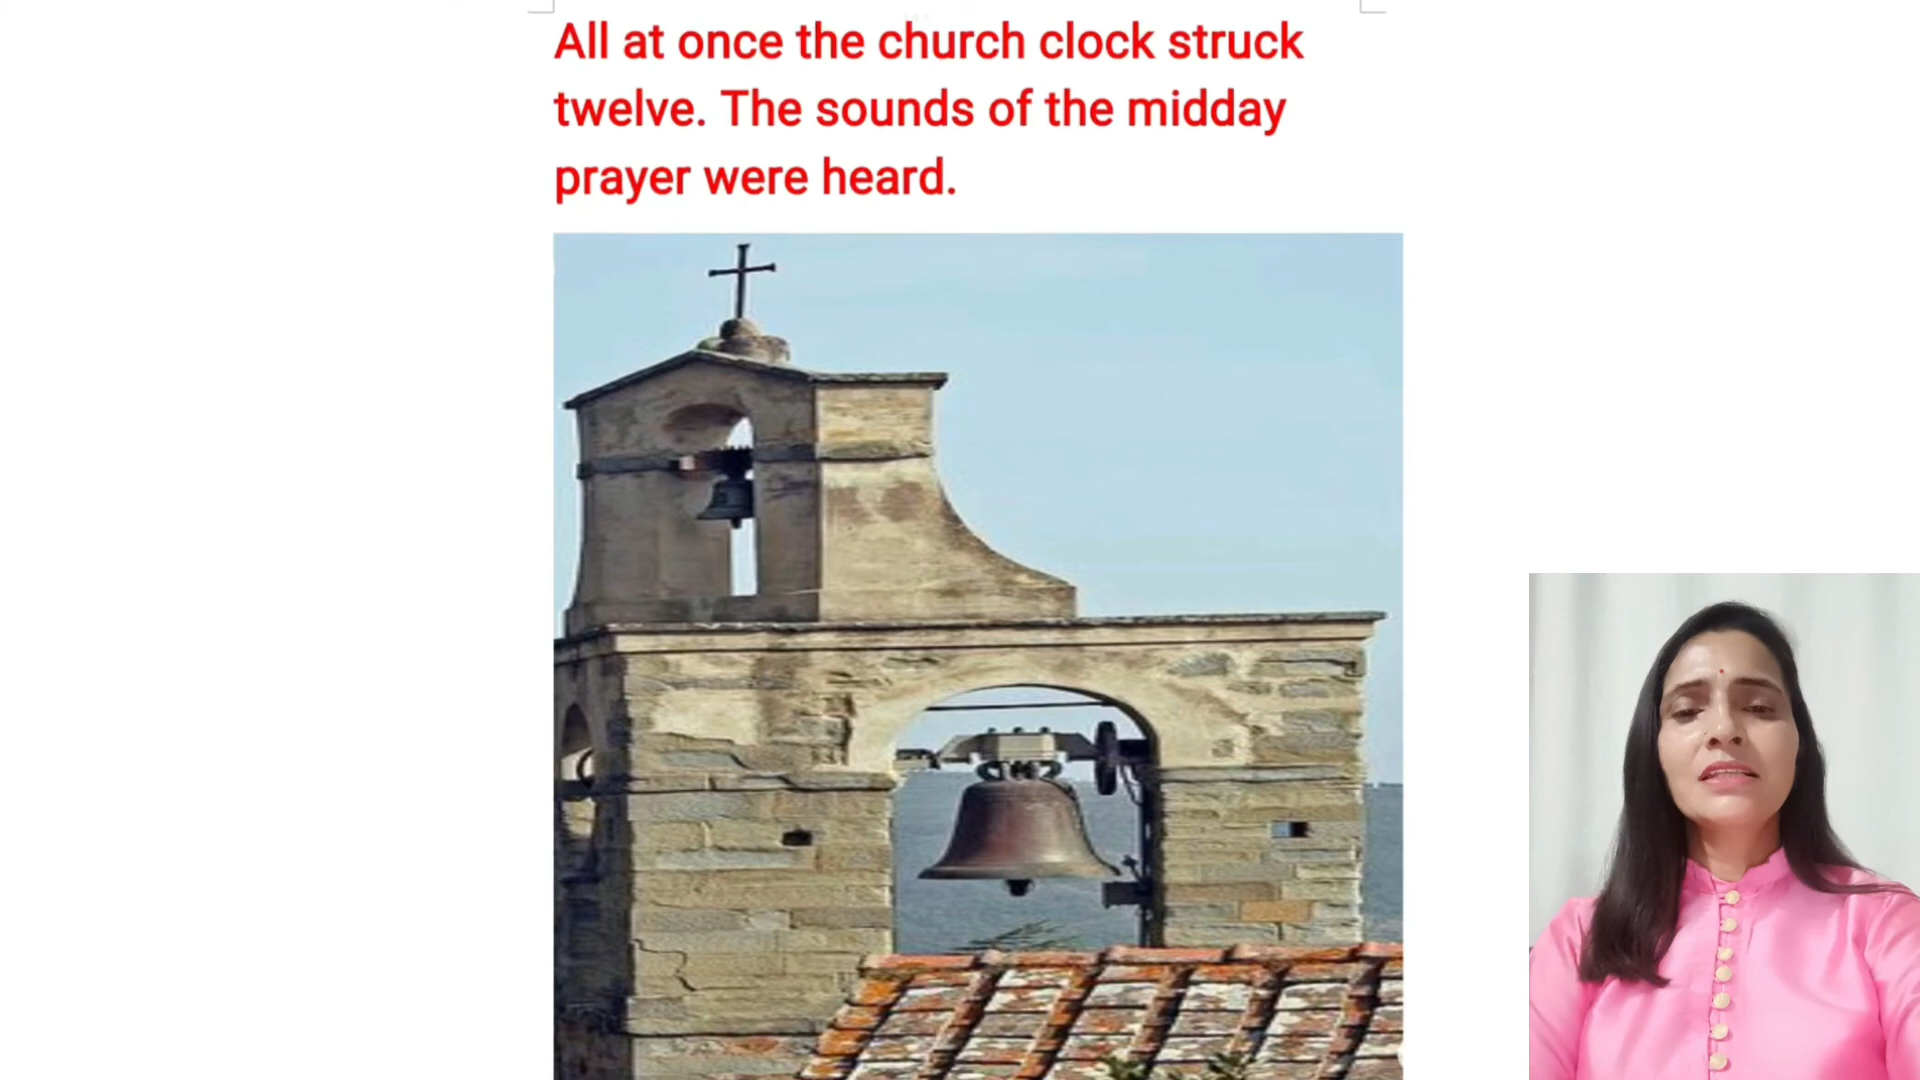 All at once the church clock struck
twelve. The sounds of the midday
prayer were heard.